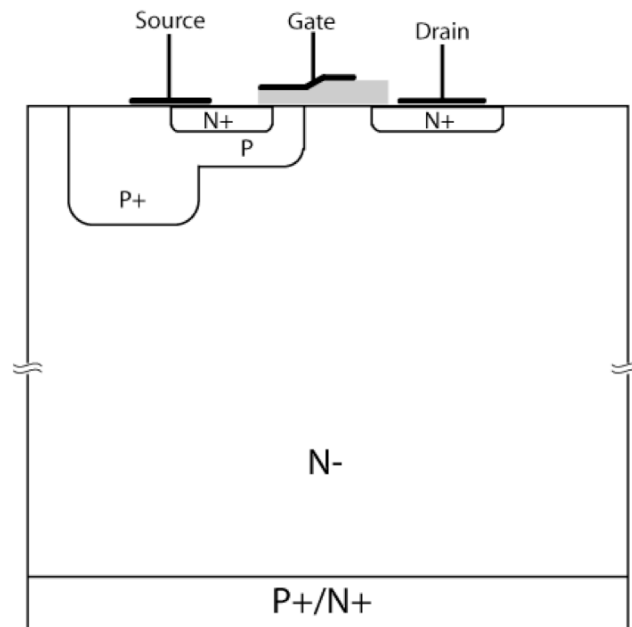 Source
Gate
Drain
N+
N+
P
P+
N-
P+/N+